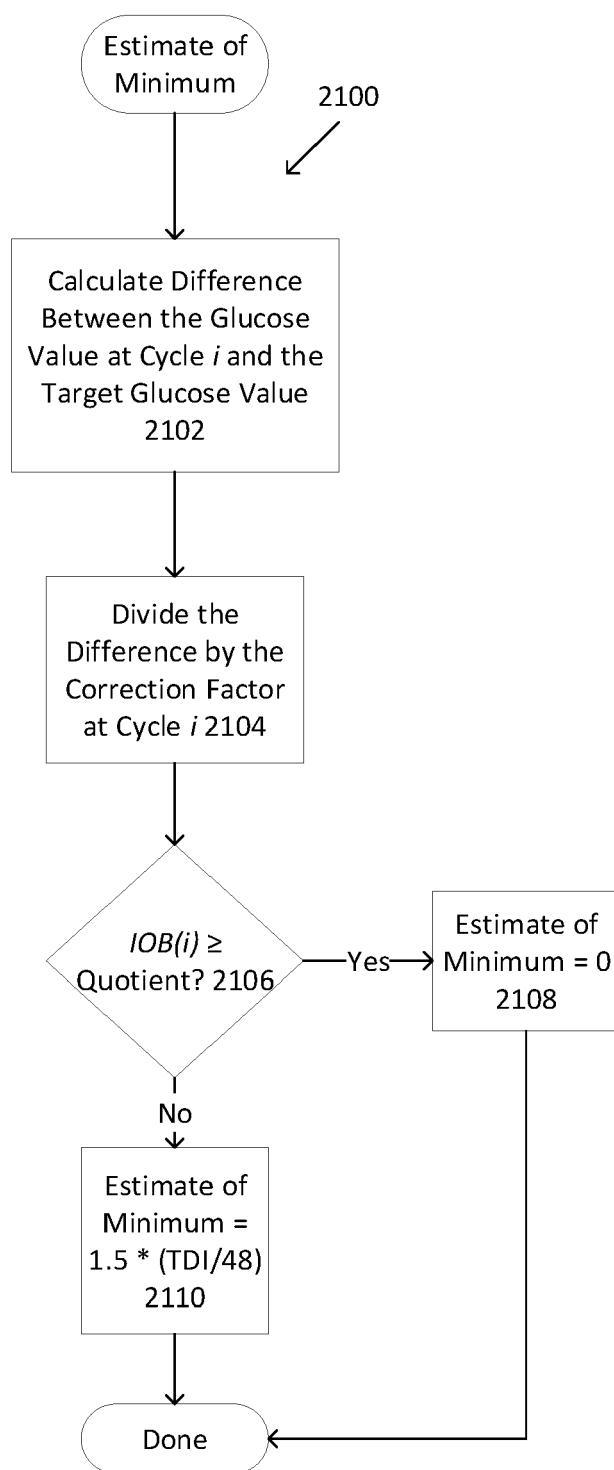 Estimate of
Minimum
2100
Calculate Difference
Between the Glucose
Value at Cycle i and the
Target Glucose Value
2102
Divide the
Difference by the
Correction Factor
at Cycle i 2104
IOB(i) ≥
Quotient? 2106
Yes
Estimate of
Minimum = 0
2108
No
Estimate of
Minimum =
1.5 * (TDI/48)
2110
Done